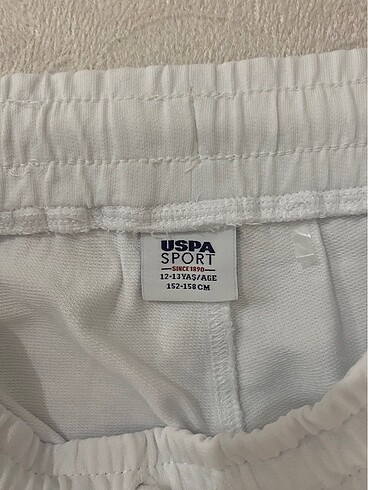 USPA
SPORT
SINCE 1890
12-13 YAŞ/AGE
152-158 CM